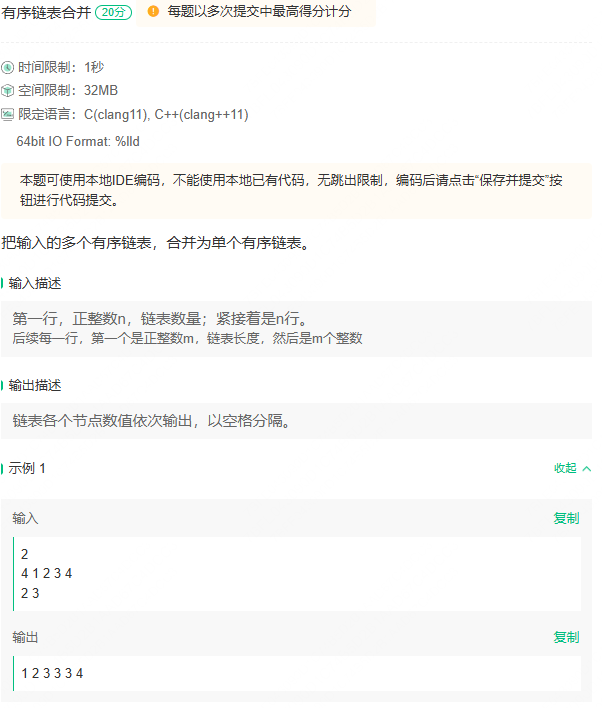 有序链表合并 20分 每题以多次提交中最高得分计分
时间限制：1秒
空间限制：32MB
限定语言：C(clang11), C++(clang++11)
64bit IO Format: %lld
本题可使用本地IDE编码，不能使用本地已有代码，无跳出限制，编码后请点击“保存并提交”按
钮进行代码提交。
把输入的多个有序链表，合并为单个有序链表。
输入描述
第一行，正整数n，链表数量；紧接着是n行。
后续每一行，第一个是正整数m，链表长度，然后是m个整数
输出描述
链表各个节点数值依次输出，以空格分隔。
示例 1 收起
输入 复制
2
4 1 2 3 4
2 3
输出 复制
1 2 3 3 3 4